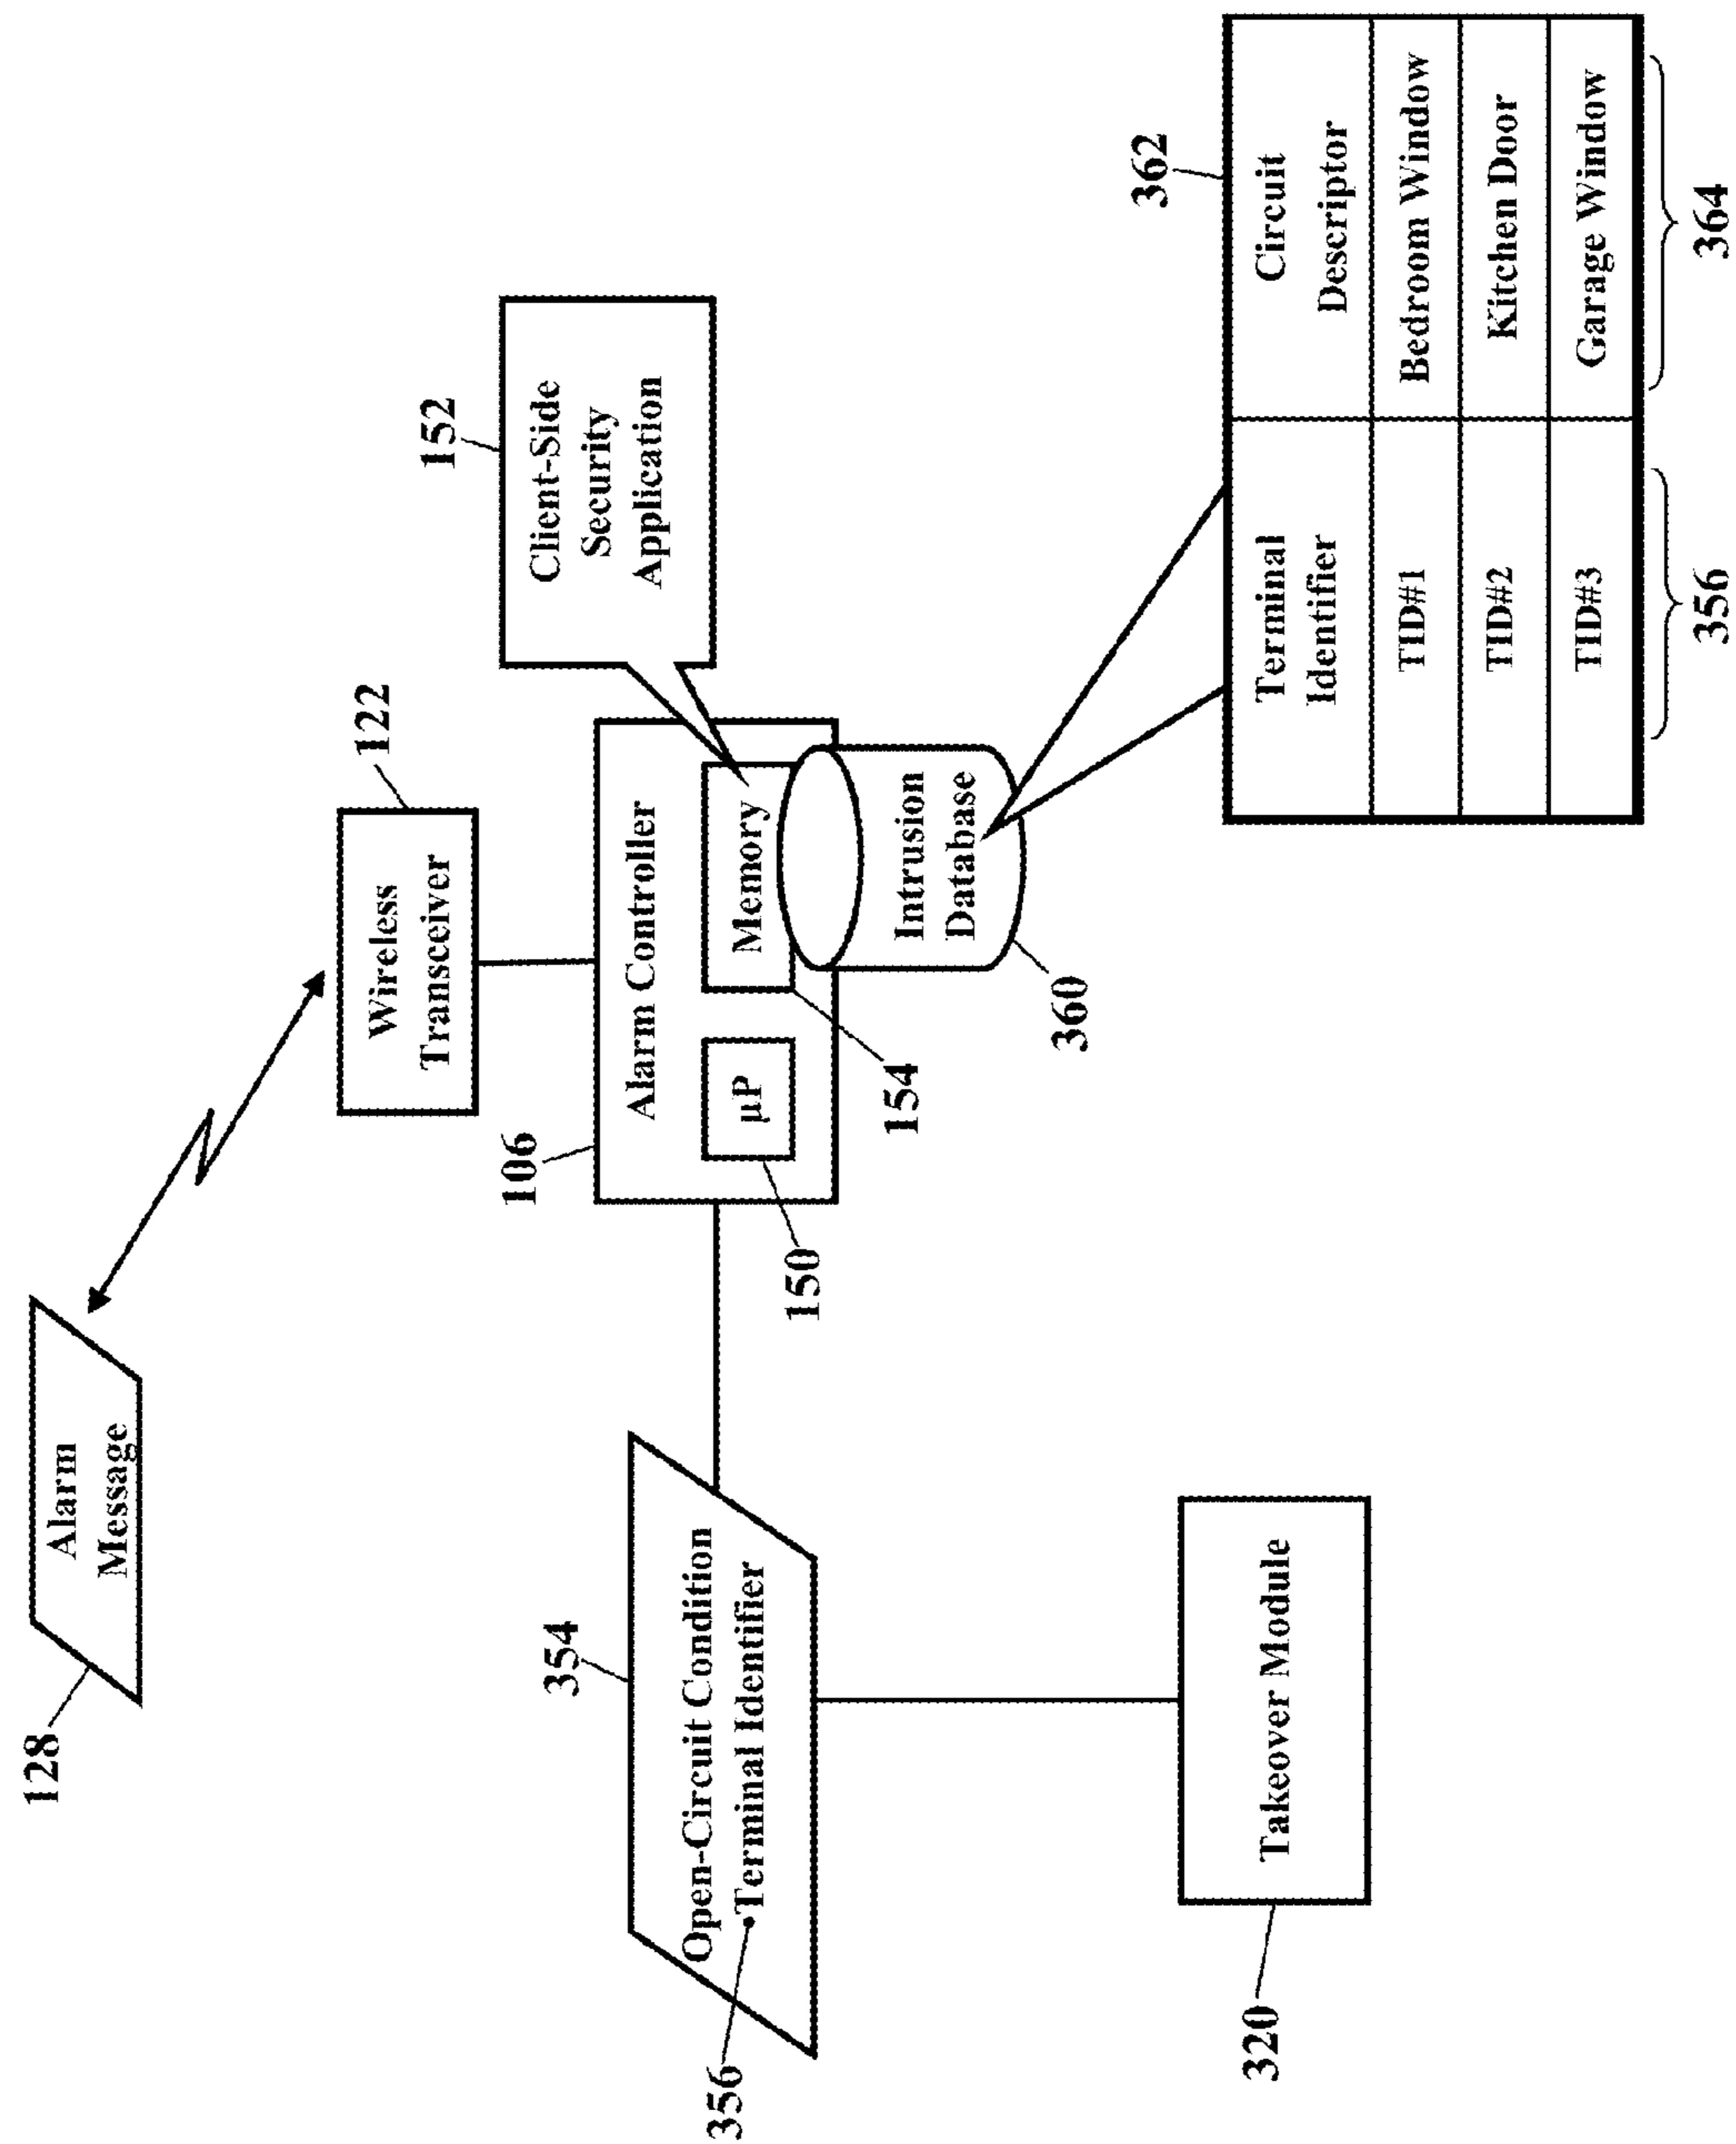 128
Alarm
Message
122
Wireless
Transceiver
152
Client-Side
Security
Application
106
Alarm Controller
µP
Memory
150
154
Intrusion
Database
360
354
Open-Circuit Condition
•Terminal Identifier
356
320
Takeover Module
362
Terminal
Identifier
Circuit
Descriptor
TID#1
Bedroom Window
TID#2
Kitchen Door
TID#3
Garage Window
356
364